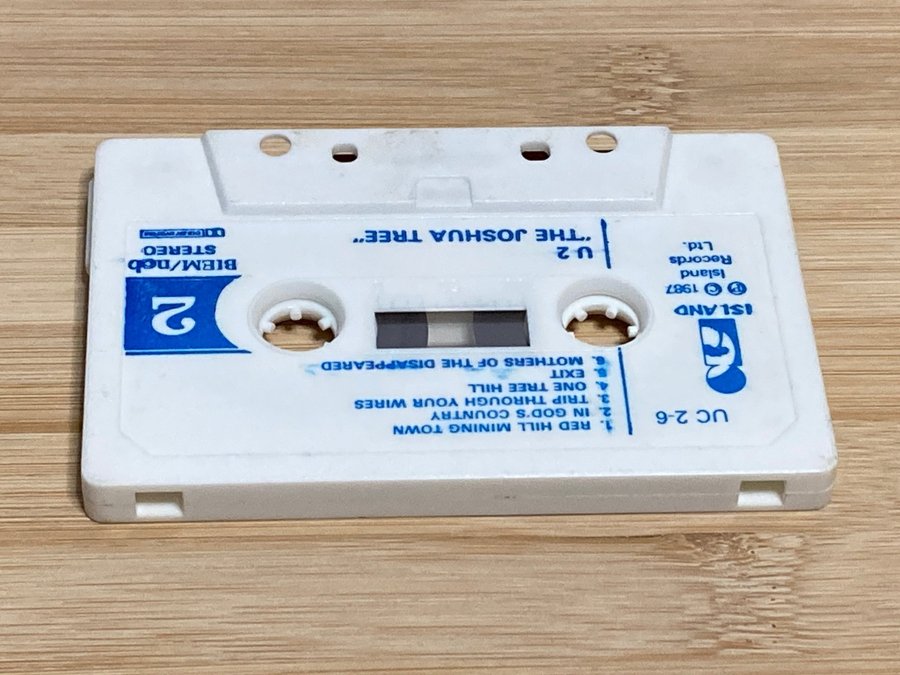 UC 2-6
ISLAND
℗ © 1987
Island
Records
Ltd.
1. RED HILL MINING TOWN
2. IN GOD'S COUNTRY
3. TRIP THROUGH YOUR WIRES
4. ONE TREE HILL
5. EXIT
6. MOTHERS OF THE DISAPPEARED
2
BIEM/ncb
STEREO
U 2
"THE JOSHUA TREE"